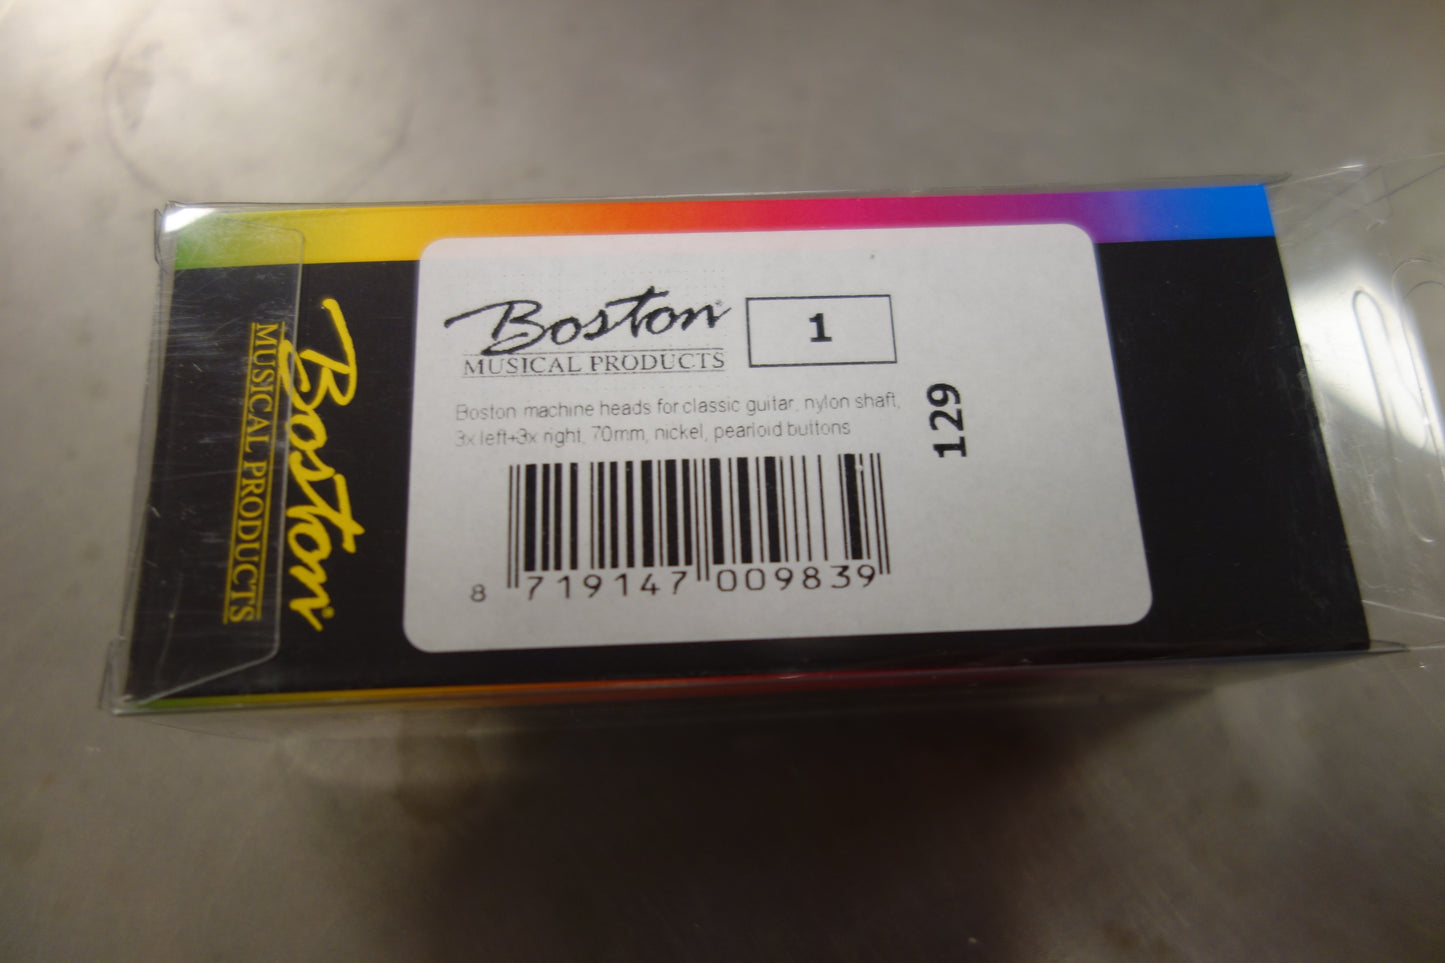 Boston
MUSICAL PRODUCTS
Boston®
MUSICAL PRODUCTS
1
Boston machine heads for classic guitar, nylon shaft,
3x left+3x right, 70mm, nickel, pearloid buttons
129
8 719147 009839